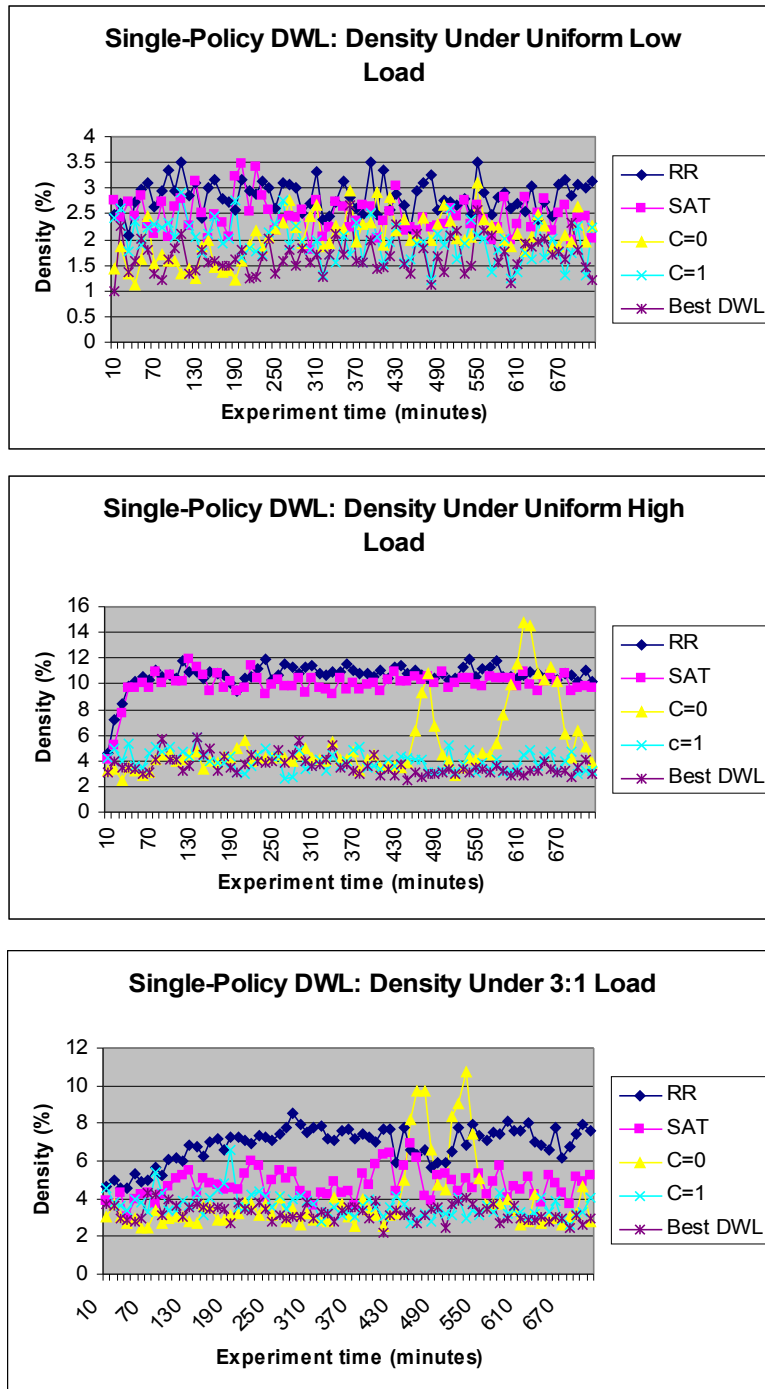 Single-Policy DWL: Density Under Uniform Low
Load
4
3.5
3
2.5
2
1.5
1
0.5
0
Density (%)
10
70
130
190
250
310
370
430
490
550
610
670
Experiment time (minutes)
RR
SAT
C=0
C=1
Best DWL
Single-Policy DWL: Density Under Uniform High
Load
16
14
12
10
8
6
4
2
0
Density (%)
10
70
130
190
250
310
370
430
490
550
610
670
Experiment time (minutes)
RR
SAT
C=0
c=1
Best DWL
Single-Policy DWL: Density Under 3:1 Load
12
10
8
6
4
2
0
Density (%)
10
70
130
190
250
310
370
430
490
550
610
670
Experiment time (minutes)
RR
SAT
C=0
C=1
Best DWL